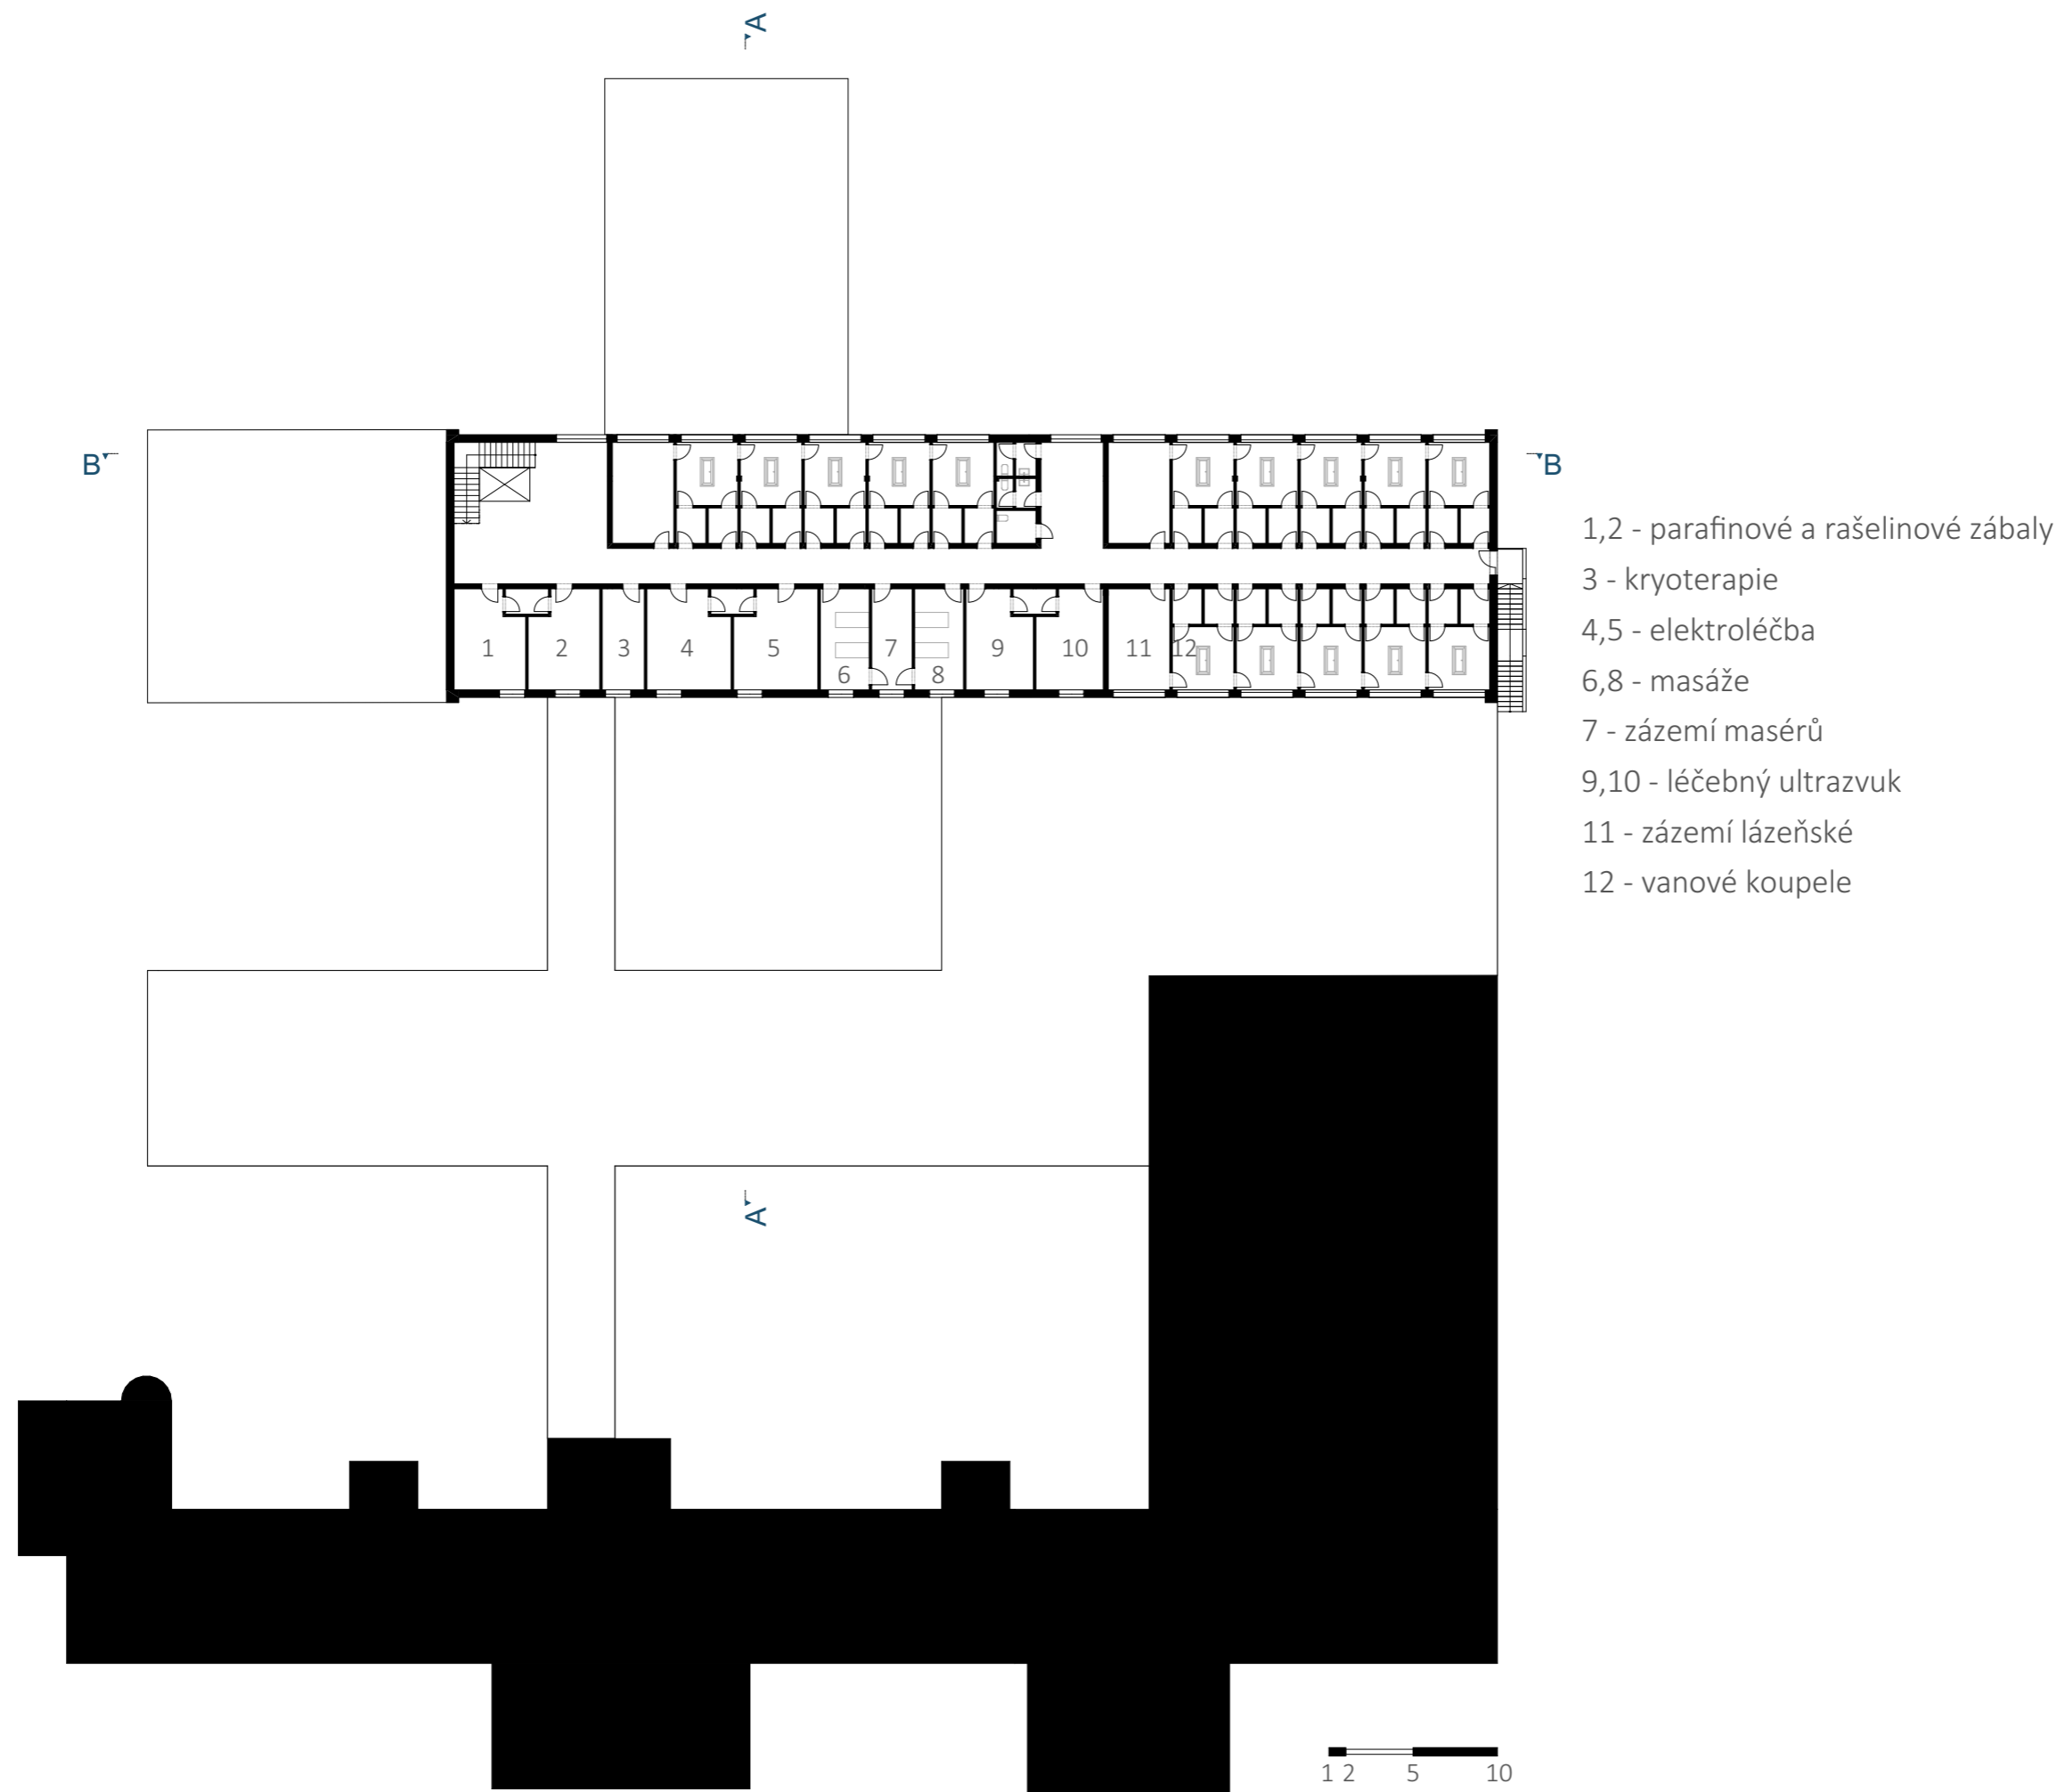 A
B
B
1,2 - parafinové a rašelinové zábaly
3 - kryoterapie
4,5 - elektroléčba
6,8 - masáže
7 - zázemí masérů
9,10 - léčebný ultrazvuk
11 - zázemí lázeňské
12 - vanové koupele
1 2 3 4 5 6 7 8 9 10 11 12
A
1 2 5 10